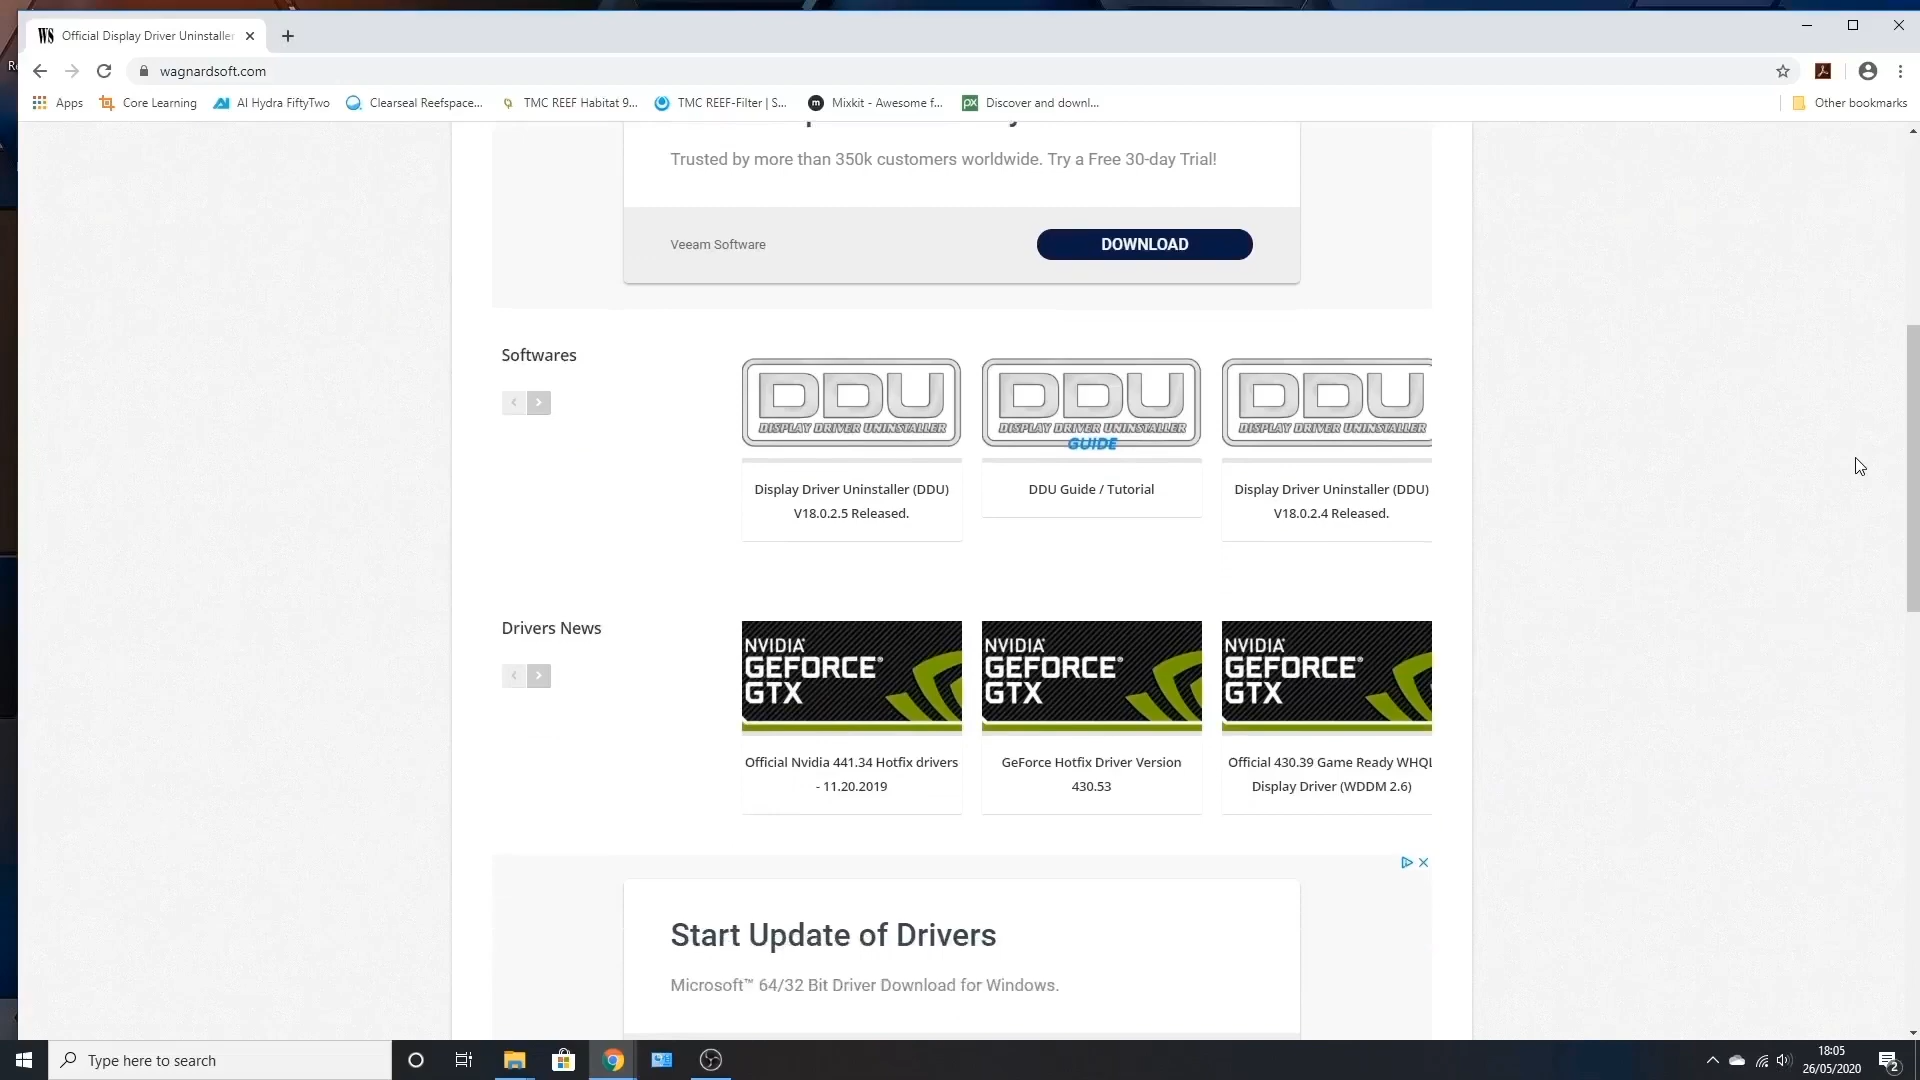 Official Display Driver Uninstaller
wagnardsoft.com
Apps
Core Learning
AI Hydra FiftyTwo
Clearseal Reefspace...
TMC REEF Habitat 9...
TMC REEF-Filter | S...
Mixkit - Awesome f...
Discover and downl...
Other bookmarks
Trusted by more than 350k customers worldwide. Try a Free 30-day Trial!
Veeam Software
DOWNLOAD
Softwares
DDU
DISPLAY DRIVER UNINSTALLER
DDU
DISPLAY DRIVER UNINSTALLER
GUIDE
DDU
DISPLAY DRIVER UNINSTALLER
Display Driver Uninstaller (DDU)
V18.0.2.5 Released.
DDU Guide / Tutorial
Display Driver Uninstaller (DDU)
V18.0.2.4 Released.
Drivers News
NVIDIA
GEFORCE®
GTX
NVIDIA
GEFORCE®
GTX
NVIDIA
GEFORCE®
GTX
Official Nvidia 441.34 Hotfix drivers
- 11.20.2019
GeForce Hotfix Driver Version
430.53
Official 430.39 Game Ready WHQL
Display Driver (WDDM 2.6)
Start Update of Drivers
Microsoft™ 64/32 Bit Driver Download for Windows.
Type here to search
18:05
26/05/2020
2